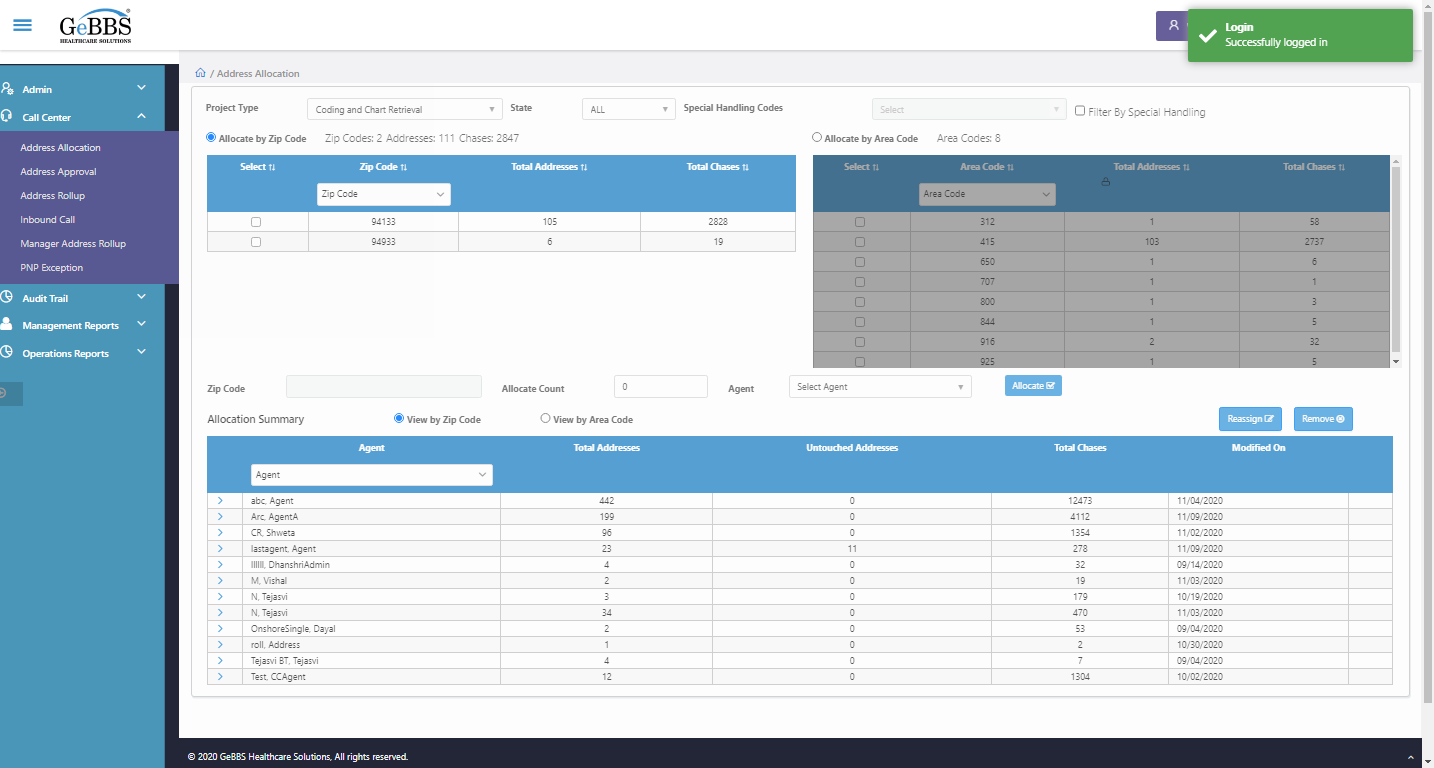 GeBBS
HEALTHCARE SOLUTIONS
Login
Successfully logged in
Admin
Call Center
Address Allocation
Address Approval
Address Rollup
Inbound Call
Manager Address Rollup
PNP Exception
Audit Trail
Management Reports
Operations Reports
/ Address Allocation
Project Type Coding and Chart Retrieval State ALL Special Handling Codes Select Filter By Special Handling
Allocate by Zip Code Zip Codes: 2 Addresses: 111 Chases: 2847
Select Zip Code Total Addresses Total Chases
Zip Code
94133 105 2828
94933 6 19
Allocate by Area Code Area Codes: 8
Select Area Code Total Addresses Total Chases
Area Code
312 1 58
415 103 2737
650 1 6
707 1 1
800 1 3
844 1 5
916 2 32
925 1 5
Zip Code Allocate Count 0 Agent Select Agent Allocate
Allocation Summary View by Zip Code View by Area Code Reassign Remove
Agent Total Addresses Untouched Addresses Total Chases Modified On
Agent
abc, Agent 442 0 12473 11/04/2020
Arc, AgentA 199 0 4112 11/09/2020
CR, Shweta 96 0 1354 11/02/2020
lastagent, Agent 23 11 278 11/09/2020
DhanshriAdmin 4 0 32 09/14/2020
M, Vishal 2 0 19 11/03/2020
N, Tejasvi 3 0 179 10/19/2020
N, Tejasvi 34 0 470 11/03/2020
OnshoreSingle, Dayal 2 0 53 09/04/2020
roll, Address 1 0 2 10/30/2020
Tejasvi BT, Tejasvi 4 0 7 09/04/2020
Test, CCAgent 12 0 1304 10/02/2020
© 2020 GeBBS Healthcare Solutions, All rights reserved.